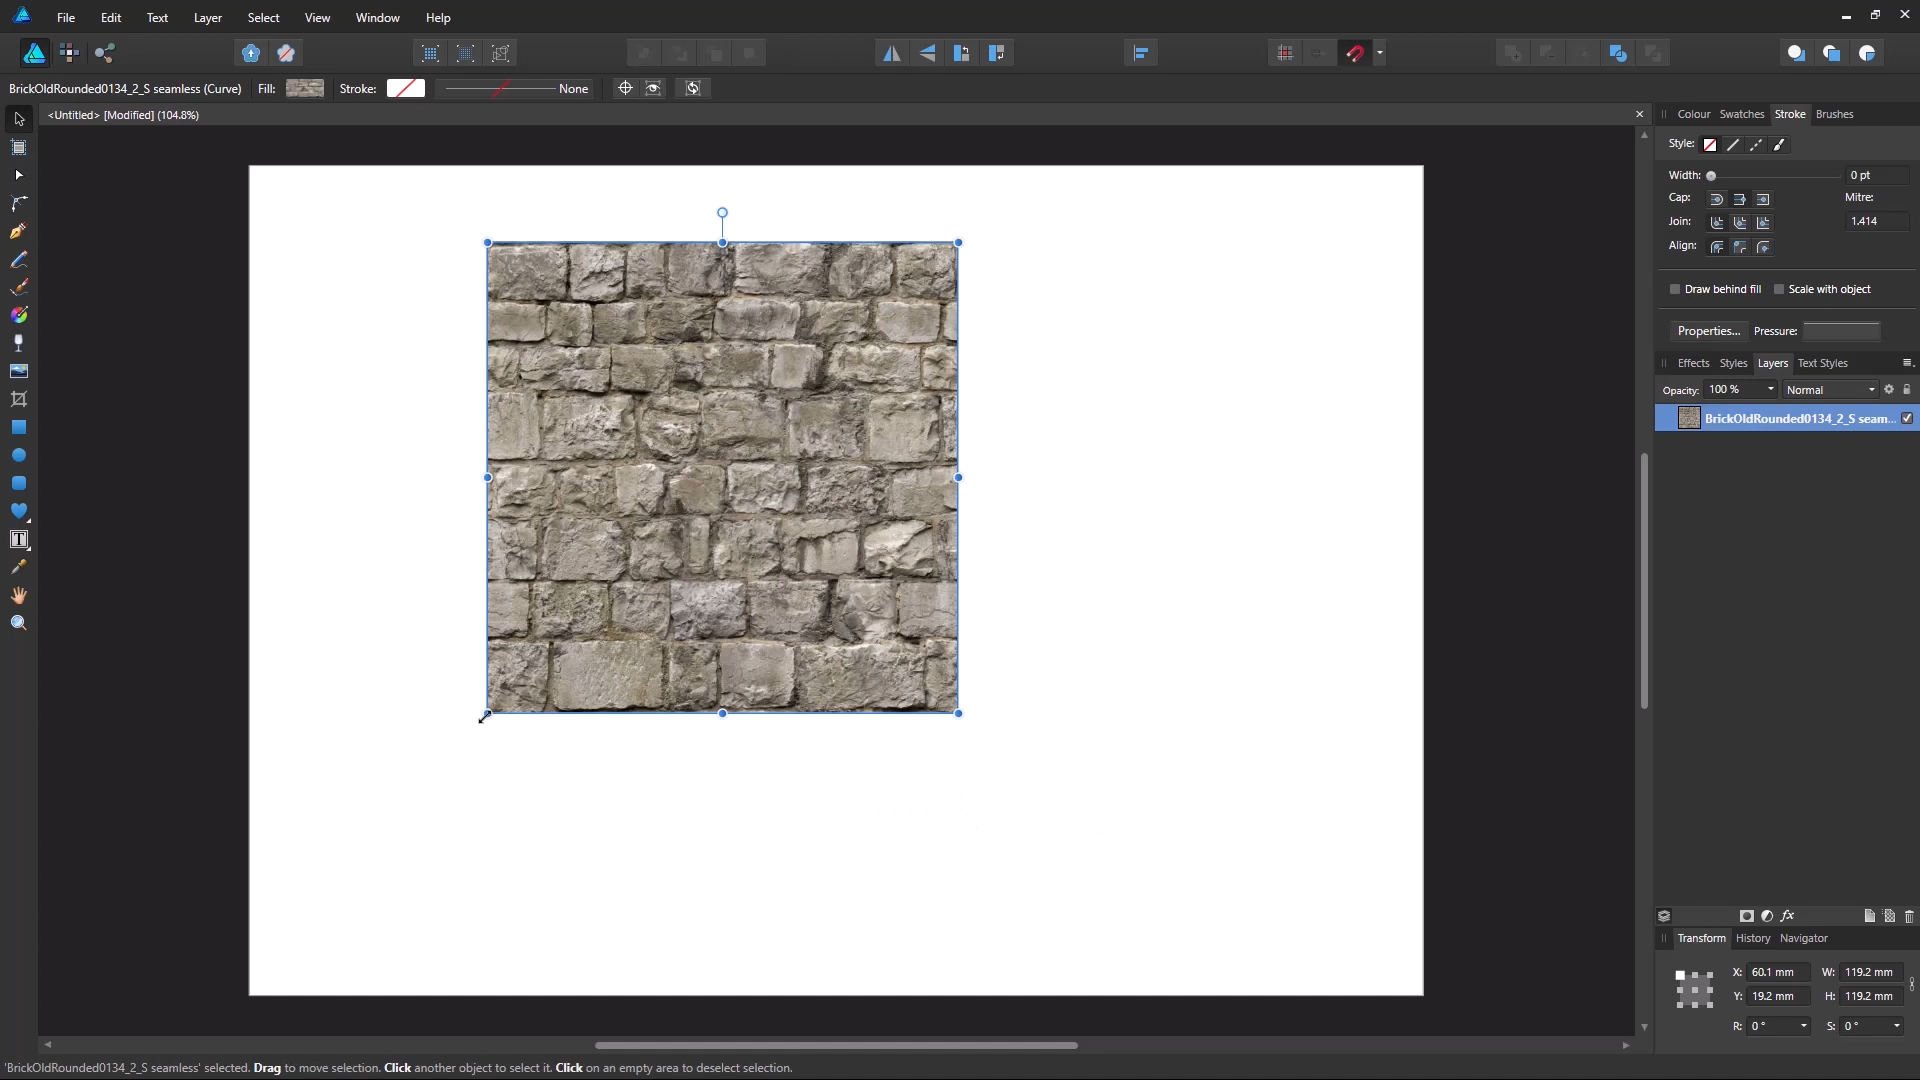 File Edit Text Layer Select View Window Help
BrickOldRounded0134_2_S seamless (Curve) Fill: Stroke: None
<Untitled> [Modified] (104.8%)
Colour Swatches Stroke Brushes
Style:
Width: 0 pt
Cap: Mitre:
Join: 1.414
Align:
Draw behind fill Scale with object
Properties... Pressure:
Effects Styles Layers Text Styles
Opacity: 100 % Normal
BrickOldRounded0134_2_S seam...
Transform History Navigator
X: 60.1 mm W: 119.2 mm
Y: 19.2 mm H: 119.2 mm
R: 0 ° S: 0 °
'BrickOldRounded0134_2_S seamless' selected. Drag to move selection. Click another object to select it. Click on an empty area to deselect selection.